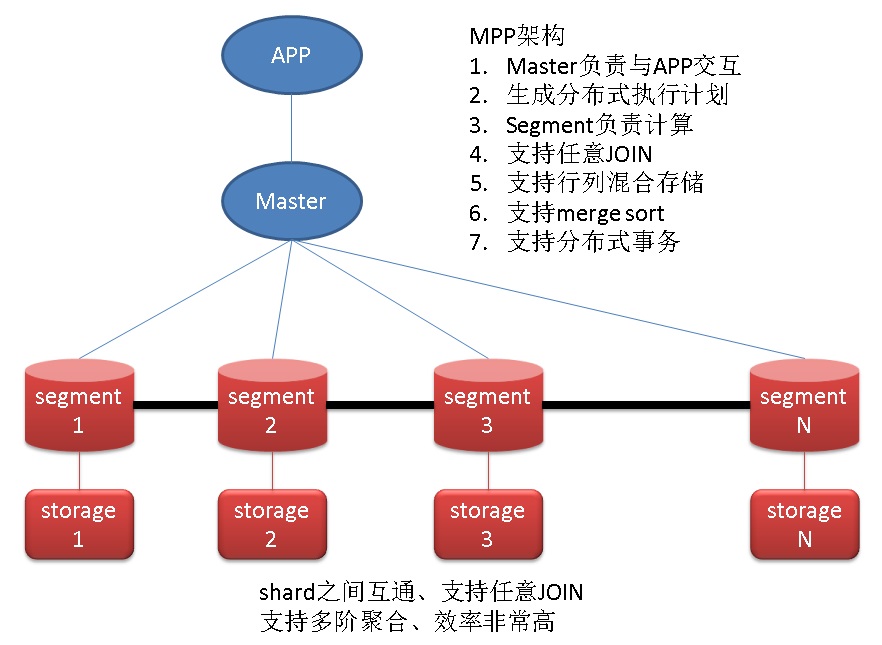 APP
MPP架构
1. Master负责与APP交互
2. 生成分布式执行计划
3. Segment负责计算
4. 支持任意JOIN
5. 支持行列混合存储
6. 支持merge sort
7. 支持分布式事务
Master
segment
1
segment
2
segment
3
segment
N
storage
1
storage
2
storage
3
storage
N
shard之间互通、支持任意JOIN
支持多阶聚合、效率非常高